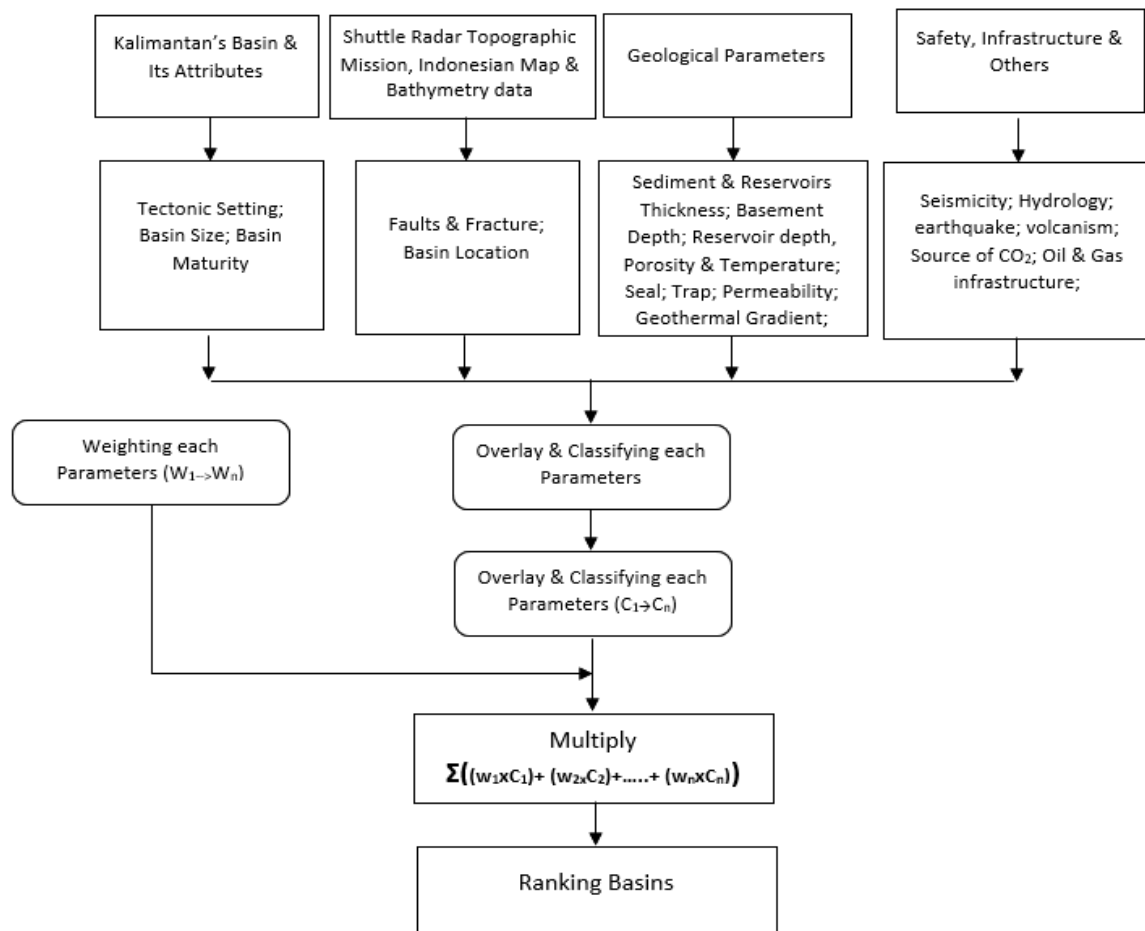 Kalimantan's Basin &
Its Attributes
Shuttle Radar Topographic
Mission, Indonesian Map &
Bathymetry data
Geological Parameters
Safety, Infrastructure &
Others
Tectonic Setting;
Basin Size; Basin
Maturity
Faults & Fracture;
Basin Location
Sediment & Reservoirs
Thickness; Basement
Depth; Reservoir depth,
Porosity & Temperature;
Seal; Trap; Permeability;
Geothermal Gradient;
Seismicity; Hydrology;
earthquake; volcanism;
Source of CO₂; Oil & Gas
infrastructure;
Weighting each
Parameters (W₁-->Wₙ)
Overlay & Classifying each
Parameters
Overlay & Classifying each
Parameters (C₁→Cₙ)
Multiply
Σ((w₁xC₁)+ (w₂ₓC₂)+.....+ (wₙxCₙ))
Ranking Basins